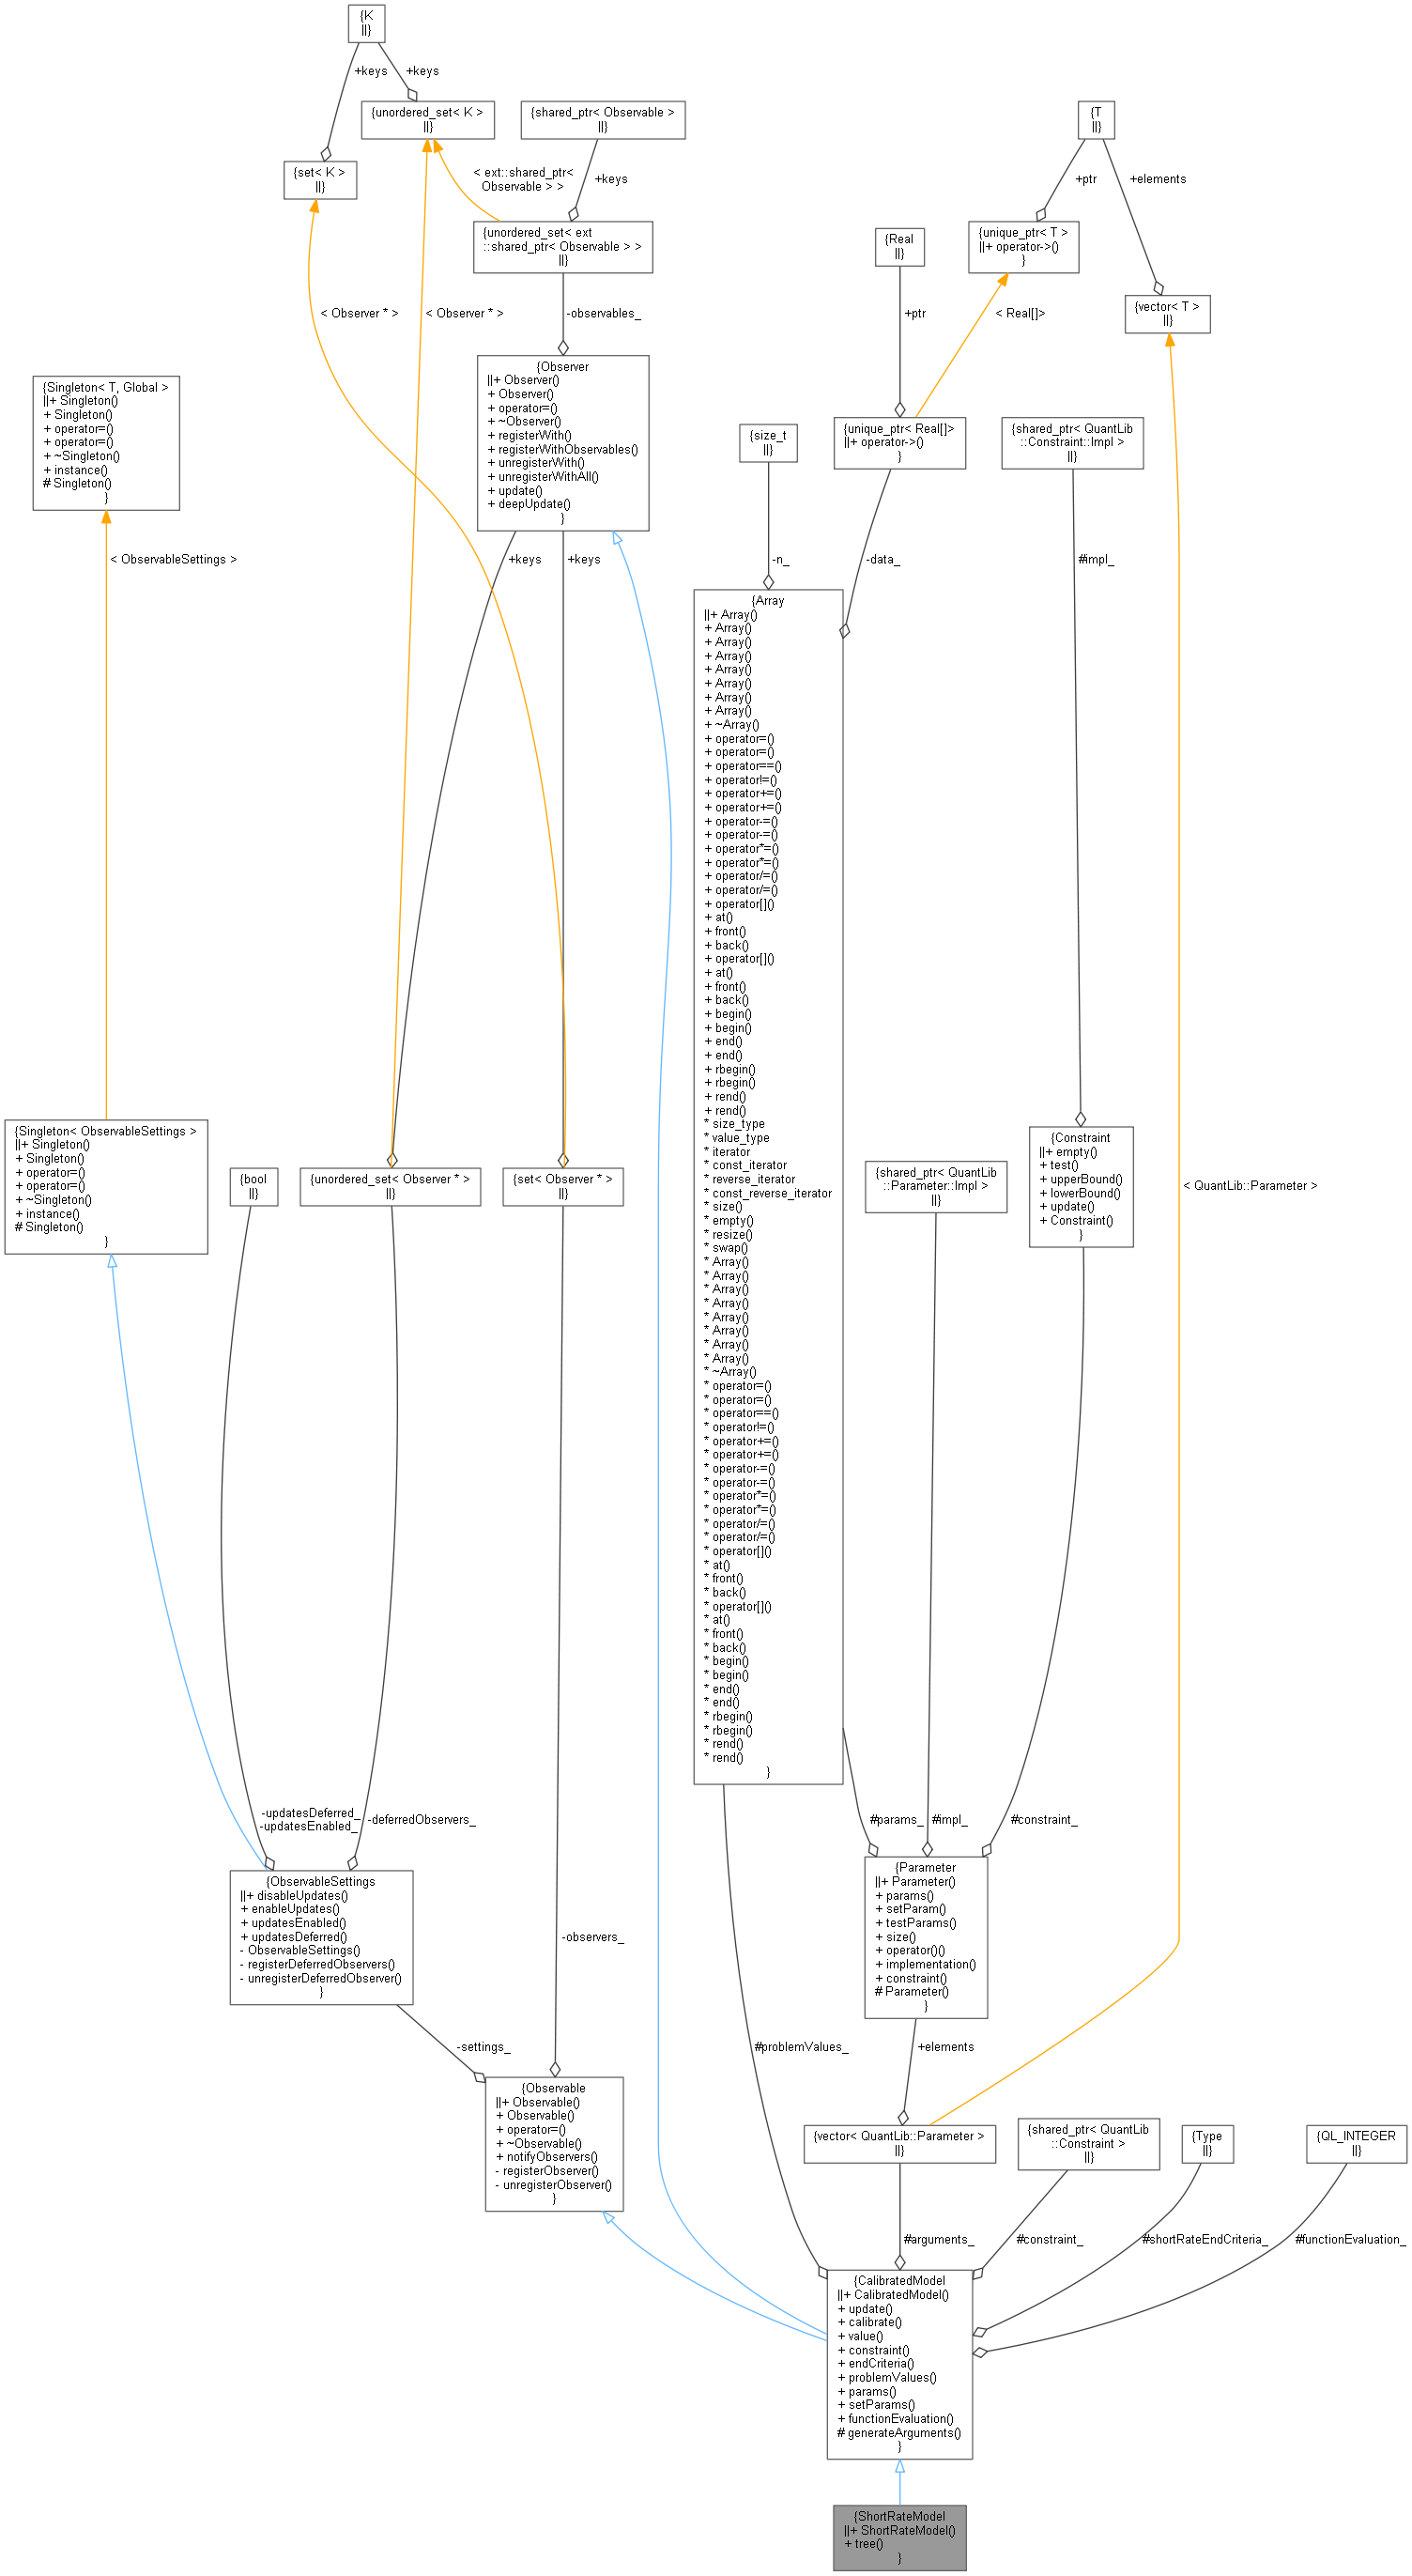 {K
||}
+keys
+keys
{unordered_set< K >
||}
{shared_ptr< Observable >
||}
{T
||}
{set< K >
||}
< ext::shared_ptr<
Observable > >
+keys
+ptr
+elements
{unordered_set< ext
::shared_ptr< Observable > >
||}
{Real
||}
{unique_ptr< T >
||+ operator->()
}
{vector< T >
||}
< Observer * >
< Observer * >
-observables_
+ptr
< Real[]>
{Observer
||+ Observer()
+ Observer()
+ operator=()
+ ~Observer()
+ registerWith()
+ registerWithObservables()
+ unregisterWith()
+ unregisterWithAll()
+ update()
+ deepUpdate()
}
{Singleton< T, Global >
||+ Singleton()
+ Singleton()
+ operator=()
+ operator=()
+ ~Singleton()
+ instance()
# Singleton()
}
{size_t
||}
{unique_ptr< Real[]>
||+ operator->()
}
{shared_ptr< QuantLib
::Constraint::Impl >
||}
< ObservableSettings >
+keys
+keys
-n_
-data_
#impl_
{Array
||+ Array()
+ Array()
+ Array()
+ Array()
+ Array()
+ Array()
+ Array()
+ Array()
+ ~Array()
+ operator=()
+ operator=()
+ operator==()
+ operator!=()
+ operator+=()
+ operator+=()
+ operator-=()
+ operator-=()
+ operator*=()
+ operator*=()
+ operator/=()
+ operator/=()
+ operator[]()
+ at()
+ front()
+ back()
+ operator[]()
+ at()
+ front()
+ back()
+ begin()
+ begin()
+ end()
+ end()
+ rbegin()
+ rbegin()
+ rend()
+ rend()
* size_type
* value_type
* iterator
* const_iterator
* reverse_iterator
* const_reverse_iterator
* size()
* empty()
* resize()
* swap()
* Array()
* Array()
* Array()
* Array()
* Array()
* Array()
* Array()
* Array()
* ~Array()
* operator=()
* operator=()
* operator==()
* operator!=()
* operator+=()
* operator+=()
* operator-=()
* operator-=()
* operator*=()
* operator*=()
* operator/=()
* operator/=()
* operator[]()
* at()
* front()
* back()
* operator[]()
* at()
* front()
* back()
* begin()
* begin()
* end()
* end()
* rbegin()
* rbegin()
* rend()
* rend()
}
{Singleton< ObservableSettings >
||+ Singleton()
+ Singleton()
+ operator=()
+ operator=()
+ ~Singleton()
+ instance()
# Singleton()
}
{bool
||}
{unordered_set< Observer * >
||}
{set< Observer * >
||}
{shared_ptr< QuantLib
::Parameter::Impl >
||}
{Constraint
||+ empty()
+ test()
+ upperBound()
+ lowerBound()
+ update()
+ Constraint()
}
< QuantLib::Parameter >
-updatesDeferred_
-updatesEnabled_
-deferredObservers_
#params_
#impl_
#constraint_
{ObservableSettings
||+ disableUpdates()
+ enableUpdates()
+ updatesEnabled()
+ updatesDeferred()
- ObservableSettings()
- registerDeferredObservers()
- unregisterDeferredObserver()
}
-observers_
{Parameter
||+ Parameter()
+ params()
+ setParam()
+ testParams()
+ size()
+ operator()()
+ implementation()
+ constraint()
# Parameter()
}
-settings_
#problemValues_
+elements
{Observable
||+ Observable()
+ Observable()
+ operator=()
+ ~Observable()
+ notifyObservers()
- registerObserver()
- unregisterObserver()
}
{vector< QuantLib::Parameter >
||}
{shared_ptr< QuantLib
::Constraint >
||}
{Type
||}
{QL_INTEGER
||}
#arguments_
#constraint_
#shortRateEndCriteria_
#functionEvaluation_
{CalibratedModel
||+ CalibratedModel()
+ update()
+ calibrate()
+ value()
+ constraint()
+ endCriteria()
+ problemValues()
+ params()
+ setParams()
+ functionEvaluation()
# generateArguments()
}
{ShortRateModel
||+ ShortRateModel()
+ tree()
}